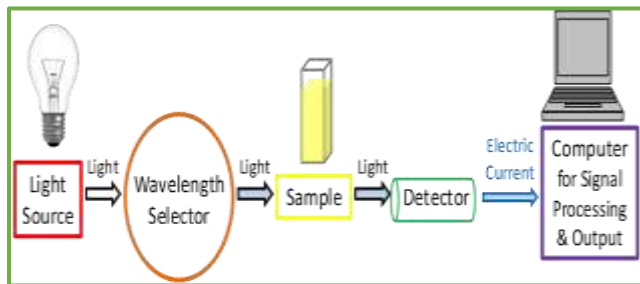 Light
Source
Light
Wavelength
Selector
Light
Sample
Light
Detector
Electric
Current
Computer
for Signal
Processing
& Output